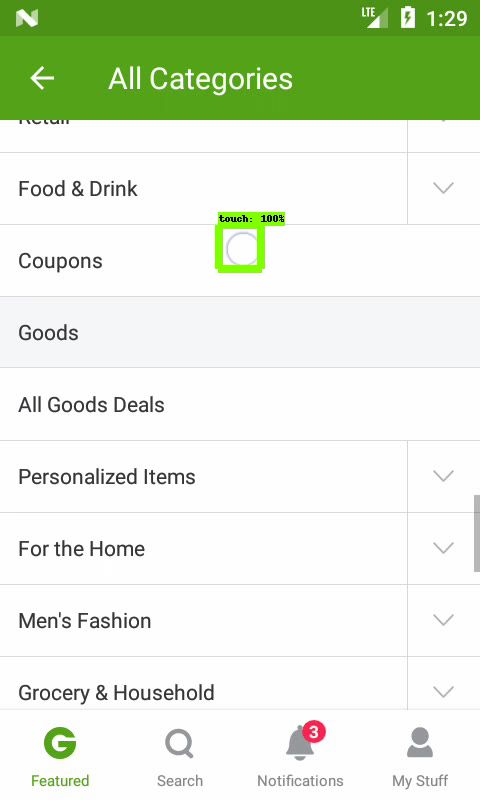 LTE
1:29
All Categories
Retail
Food & Drink
touch: 100%
Coupons
Goods
All Goods Deals
Personalized Items
For the Home
Men's Fashion
Grocery & Household
3
Featured
Search
Notifications
My Stuff